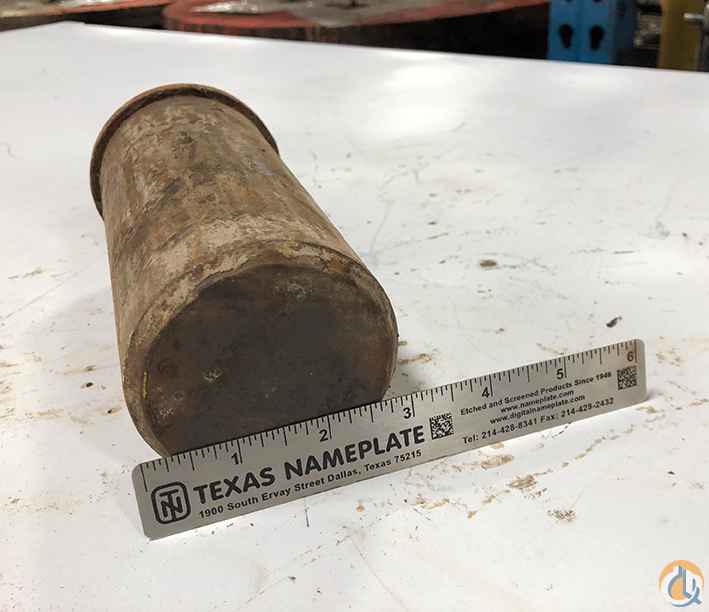 1 2 3 4 5 6
TN TEXAS NAMEPLATE
1900 South Ervay Street Dallas, Texas 75215
Etched and Screened Products Since 1946
www.nameplate.com
www.digitalnameplate.com
Tel: 214-428-8341 Fax: 214-428-2432